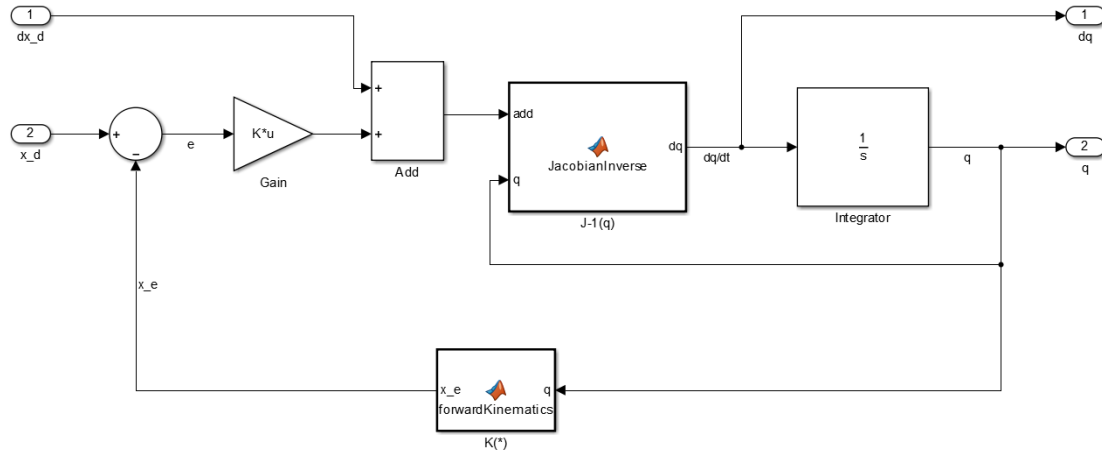 1
dx_d
1
dq
+
+
Add
add
q
JacobianInverse
dq
J-1(q)
dq/dt
1
s
Integrator
q
2
q
2
x_d
+
−
e
K*u
Gain
x_e
x_e
q
forwardKinematics
K(*)